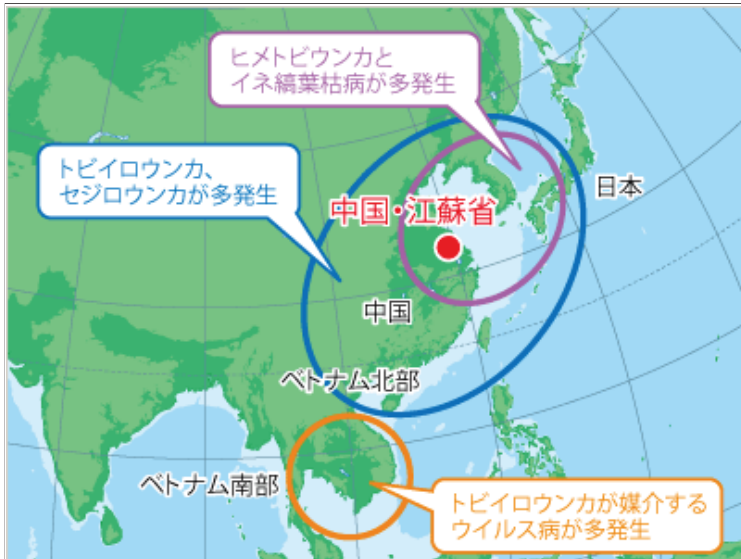 ヒメトビウンカと
イネ縞葉枯病が多発生
トビイロウンカ、
セジロウンカが多発生
日本
中国・江蘇省
中国
ベトナム北部
ベトナム南部
トビイロウンカが媒介する
ウイルス病が多発生